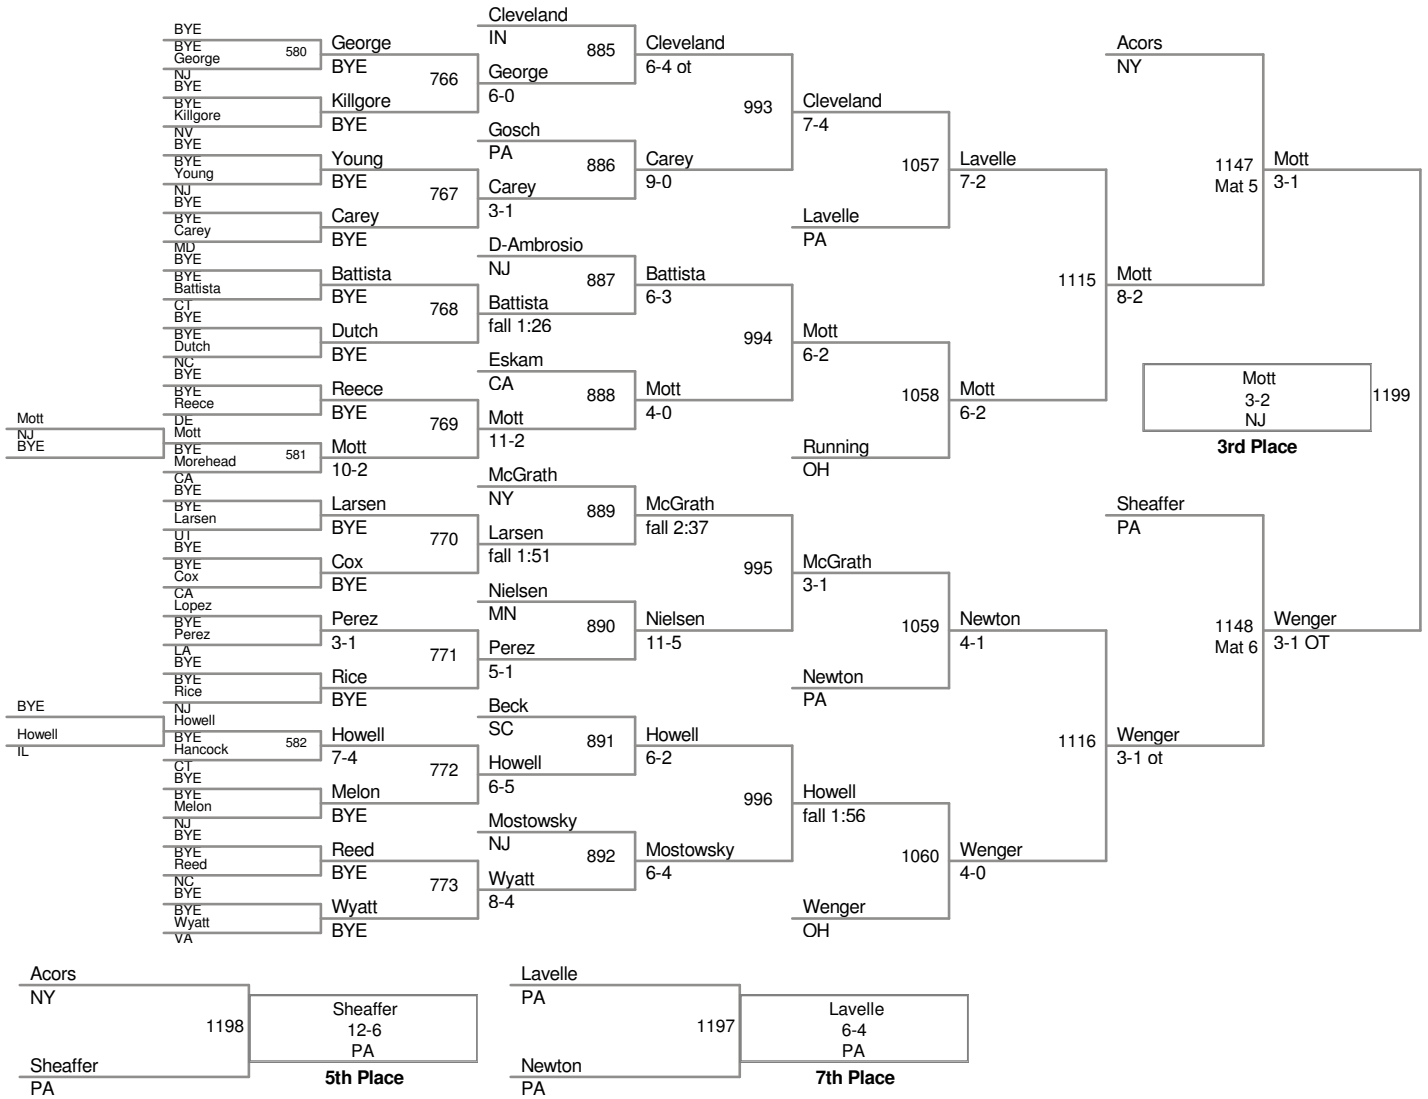 Mott
NJ
BYE
BYE
Howell
IL
BYE
BYE
George
580
NJ
BYE
BYE
Killgore
NV
BYE
BYE
Young
NJ
BYE
BYE
Carey
MD
BYE
BYE
Battista
CT
BYE
BYE
Dutch
NC
BYE
BYE
Reece
DE
Mott
BYE
Morehead
581
CA
BYE
BYE
Larsen
UT
BYE
BYE
Cox
CA
Lopez
BYE
Perez
LA
BYE
BYE
Rice
NJ
Howell
BYE
Hancock
582
CT
BYE
BYE
Melon
NJ
BYE
BYE
Reed
NC
BYE
BYE
Wyatt
VA
George
BYE
766
Killgore
BYE
Young
BYE
767
Carey
BYE
Battista
BYE
768
Dutch
BYE
Reece
BYE
769
Mott
10-2
Larsen
BYE
770
Cox
BYE
Perez
3-1
771
Rice
BYE
Howell
7-4
772
Melon
BYE
Reed
BYE
773
Wyatt
BYE
Cleveland
IN
885
George
6-0
Gosch
PA
886
Carey
3-1
D-Ambrosio
NJ
887
Battista
fall 1:26
Eskam
CA
888
Mott
11-2
McGrath
NY
889
Larsen
fall 1:51
Nielsen
MN
890
Perez
5-1
Beck
SC
891
Howell
6-5
Mostowsky
NJ
892
Wyatt
8-4
Cleveland
6-4 ot
993
Carey
9-0
Battista
6-3
994
Mott
4-0
McGrath
fall 2:37
995
Nielsen
11-5
Howell
6-2
996
Mostowsky
6-4
Cleveland
7-4
1057
Lavelle
PA
Mott
6-2
1058
Running
OH
McGrath
3-1
1059
Newton
PA
Howell
fall 1:56
1060
Wenger
OH
Lavelle
7-2
1115
Mott
6-2
Newton
4-1
1116
Wenger
4-0
Acors
NY
1147
Mat 5
Mott
8-2
Sheaffer
PA
1148
Mat 6
Wenger
3-1 ot
Mott
3-1
Wenger
3-1 OT
Mott
3-2
NJ
1199
3rd Place
Acors
NY
1198
Sheaffer
PA
Sheaffer
12-6
PA
5th Place
Lavelle
PA
1197
Newton
PA
Lavelle
6-4
PA
7th Place